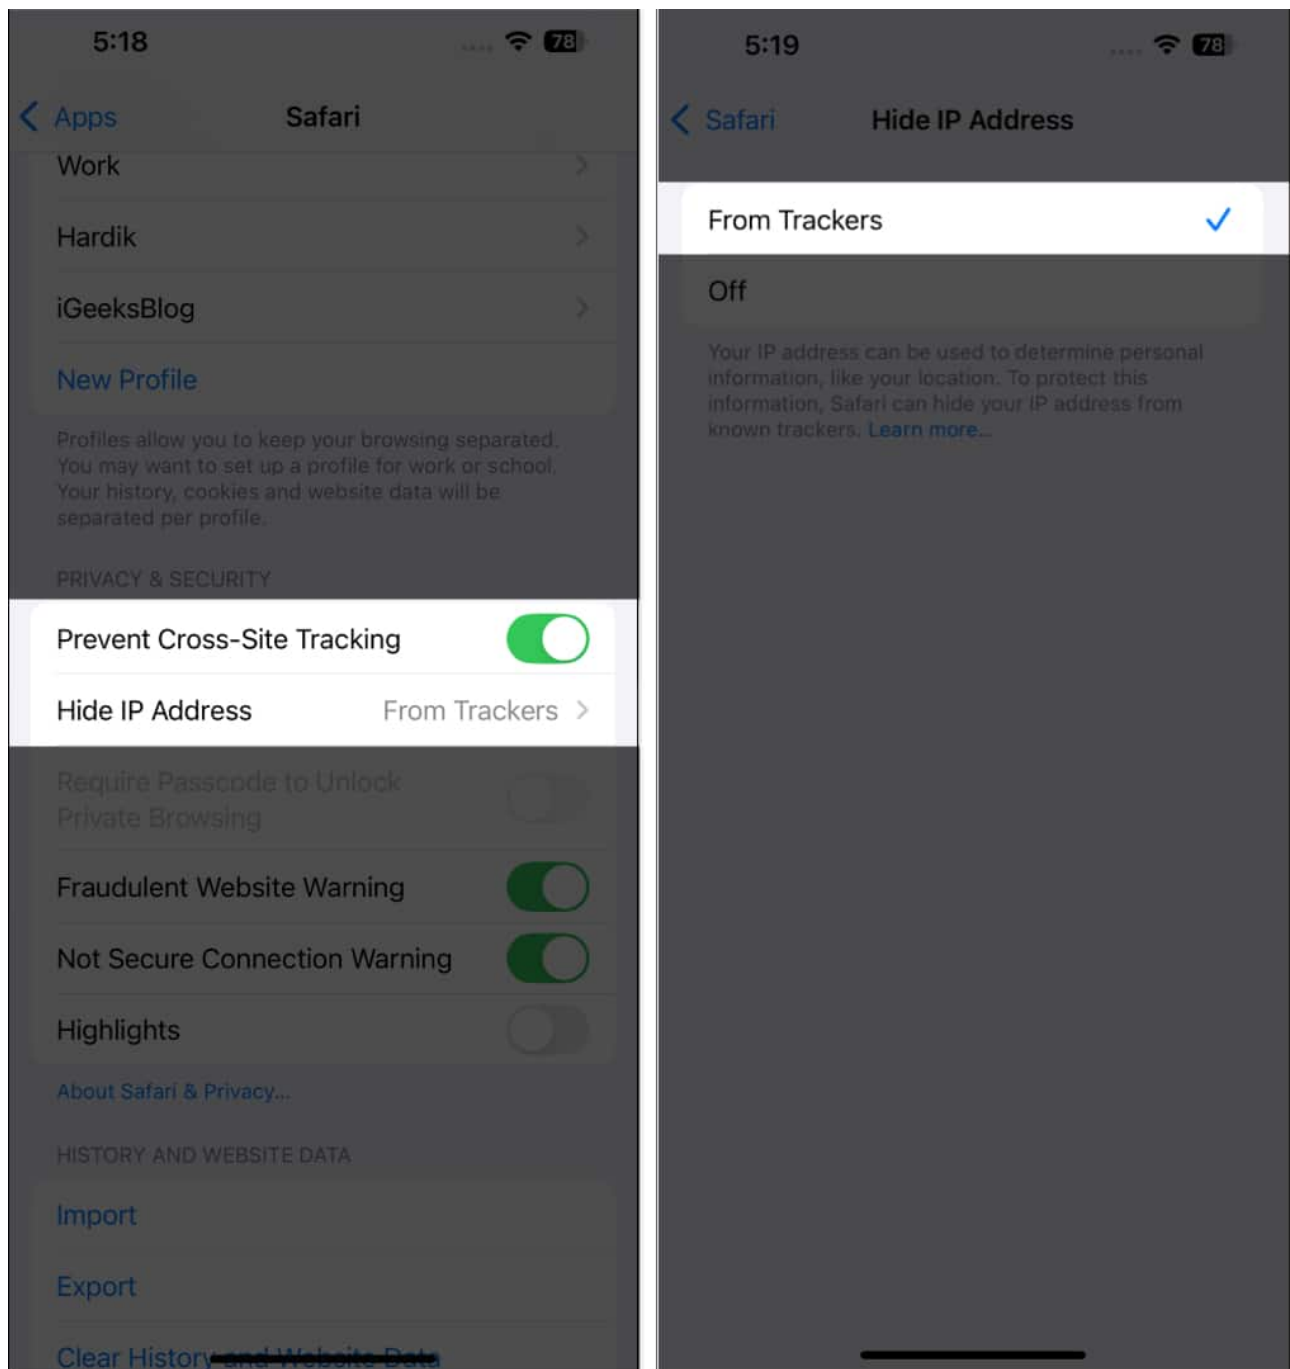 5:18
78
Apps
Safari
Work
Hardik
iGeeksBlog
New Profile
Profiles allow you to keep your browsing separated.
You may want to set up a profile for work or school.
Your history, cookies and website data will be
separated per profile.
PRIVACY & SECURITY
Prevent Cross-Site Tracking
Hide IP Address From Trackers
Require Passcode to Unlock
Private Browsing
Fraudulent Website Warning
Not Secure Connection Warning
Highlights
About Safari & Privacy...
HISTORY AND WEBSITE DATA
Import
Export
Clear History and Website Data
5:19
78
Safari
Hide IP Address
From Trackers
Off
Your IP address can be used to determine personal
information, like your location. To protect this
information, Safari can hide your IP address from
known trackers. Learn more...